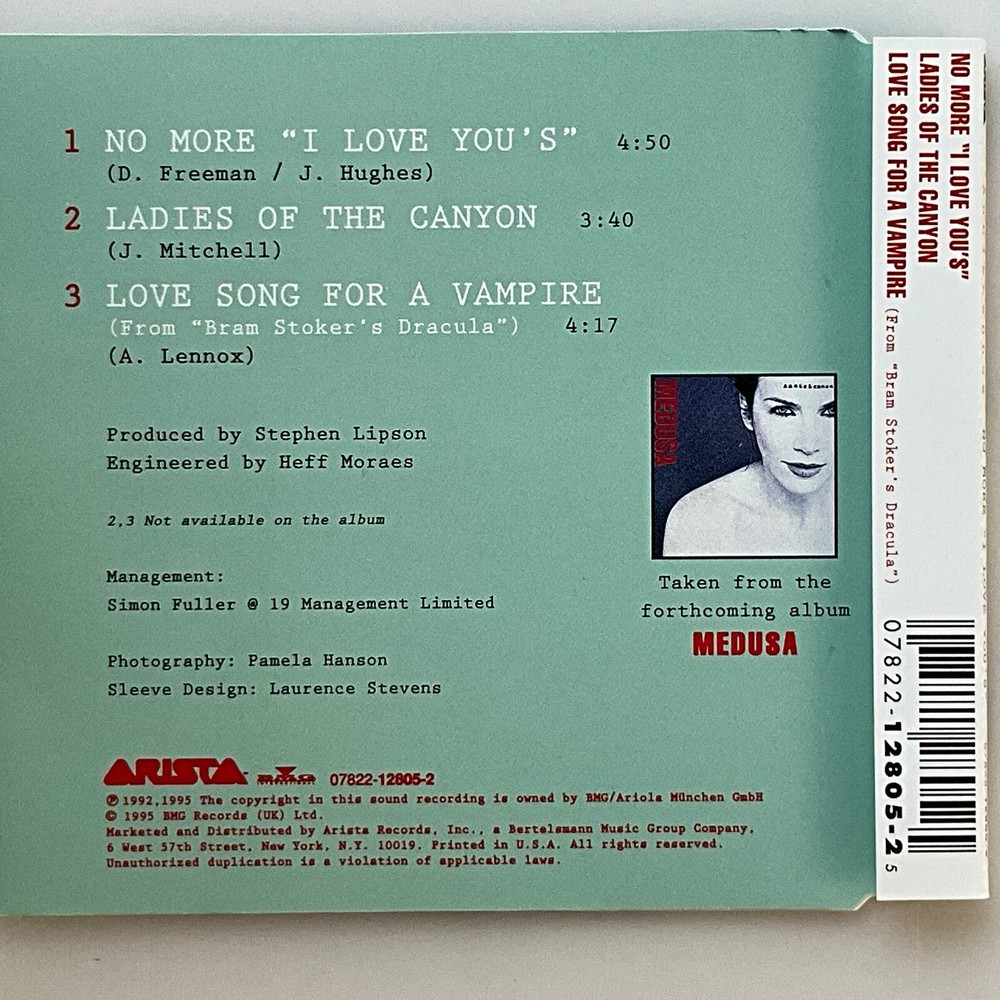 1 NO MORE “I LOVE YOU’S” 4:50
(D. Freeman / J. Hughes)
2 LADIES OF THE CANYON 3:40
(J. Mitchell)
3 LOVE SONG FOR A VAMPIRE
(From “Bram Stoker’s Dracula”) 4:17
(A. Lennox)
Produced by Stephen Lipson
Engineered by Heff Moraes
2,3 Not available on the album
Management:
Simon Fuller @ 19 Management Limited
Photography: Pamela Hanson
Sleeve Design: Laurence Stevens
MEDUSA
Annie Lennox
Taken from the
forthcoming album
MEDUSA
ARISTA BMG 07822-12805-2
℗ 1992,1995 The copyright in this sound recording is owned by BMG/Ariola München GmbH
© 1995 BMG Records (UK) Ltd.
Marketed and Distributed by Arista Records, Inc., a Bertelsmann Music Group Company,
6 West 57th Street, New York, N.Y. 10019. Printed in U.S.A. All rights reserved.
Unauthorized duplication is a violation of applicable laws.
NO MORE “I LOVE YOU’S”
LADIES OF THE CANYON
LOVE SONG FOR A VAMPIRE (From “Bram Stoker’s Dracula”)
07822-12805-2 5